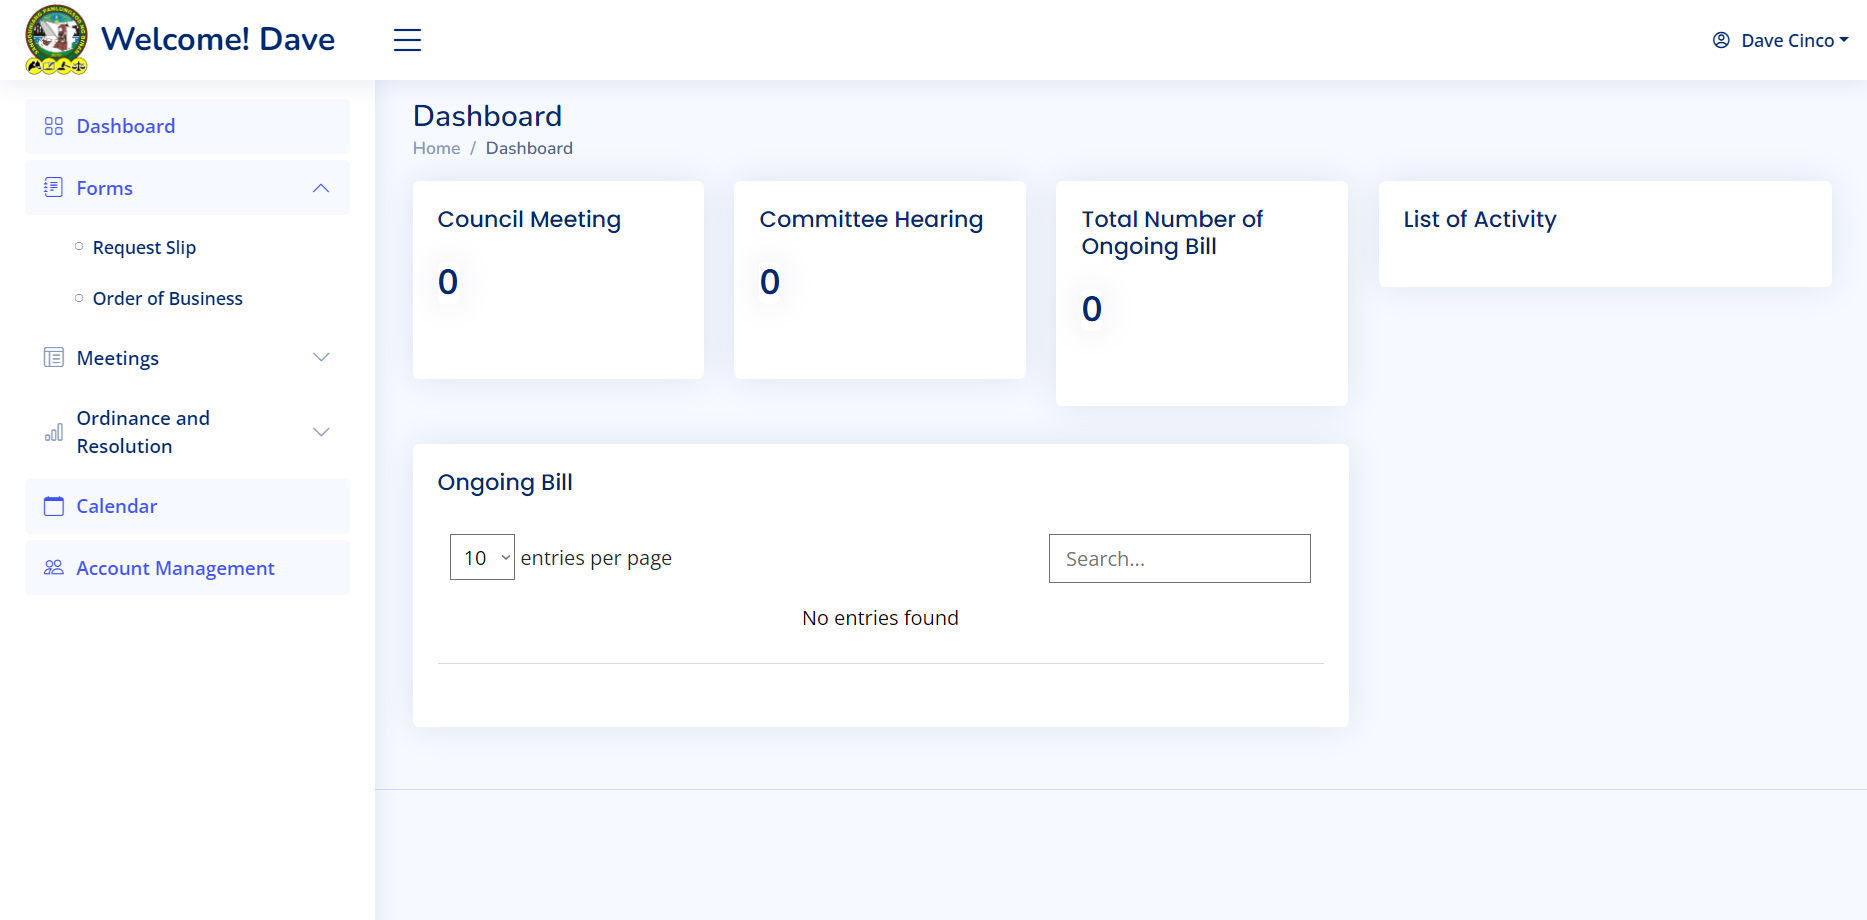 Welcome! Dave
Dave Cinco
Dashboard
Forms
Request Slip
Order of Business
Meetings
Ordinance and
Resolution
Calendar
Account Management
Dashboard
Home / Dashboard
Council Meeting
0
Committee Hearing
0
Total Number of
Ongoing Bill
0
List of Activity
Ongoing Bill
10 entries per page
Search...
No entries found